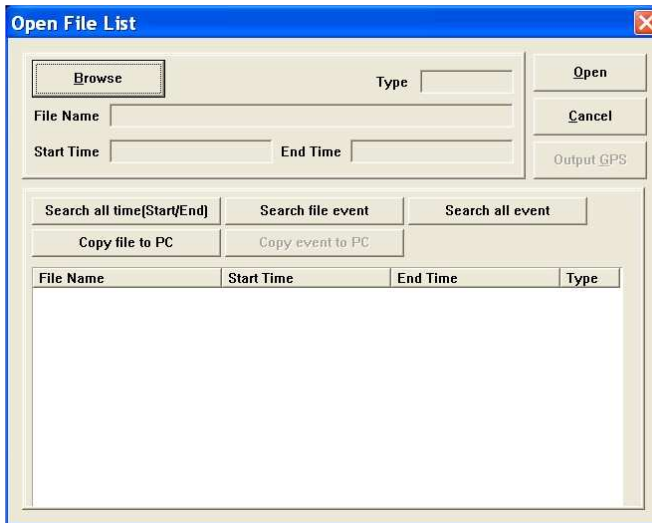 Open File List
Browse
Type
Open
File Name
Cancel
Start Time End Time
Output GPS
Search all time(Start/End) Search file event Search all event
Copy file to PC Copy event to PC
File Name Start Time End Time Type